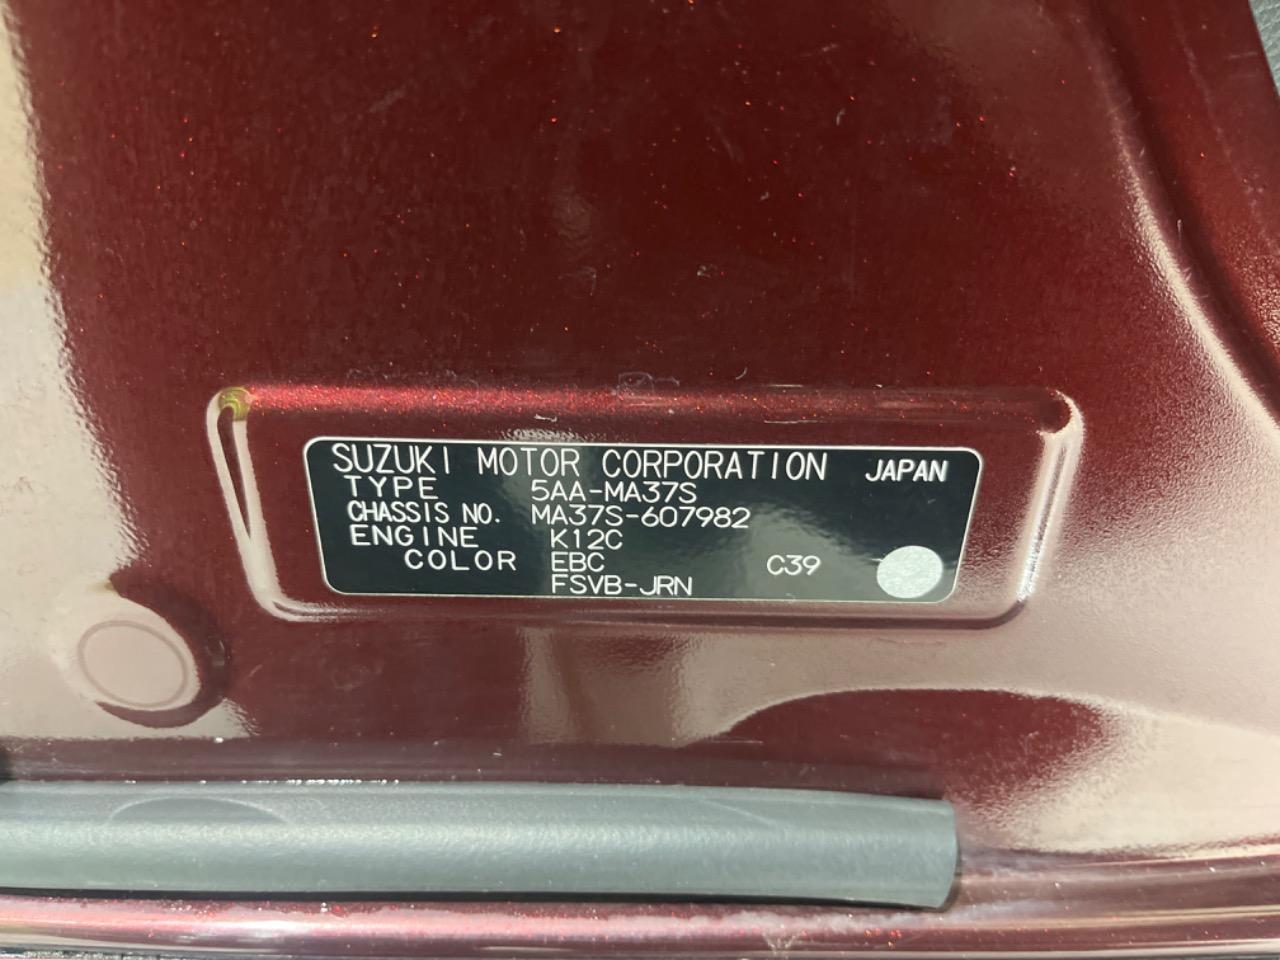 SUZUKI MOTOR CORPORATION JAPAN
TYPE 5AA-MA37S
CHASSIS NO. MA37S-607982
ENGINE K12C
COLOR EBC C39
FSVB-JRN